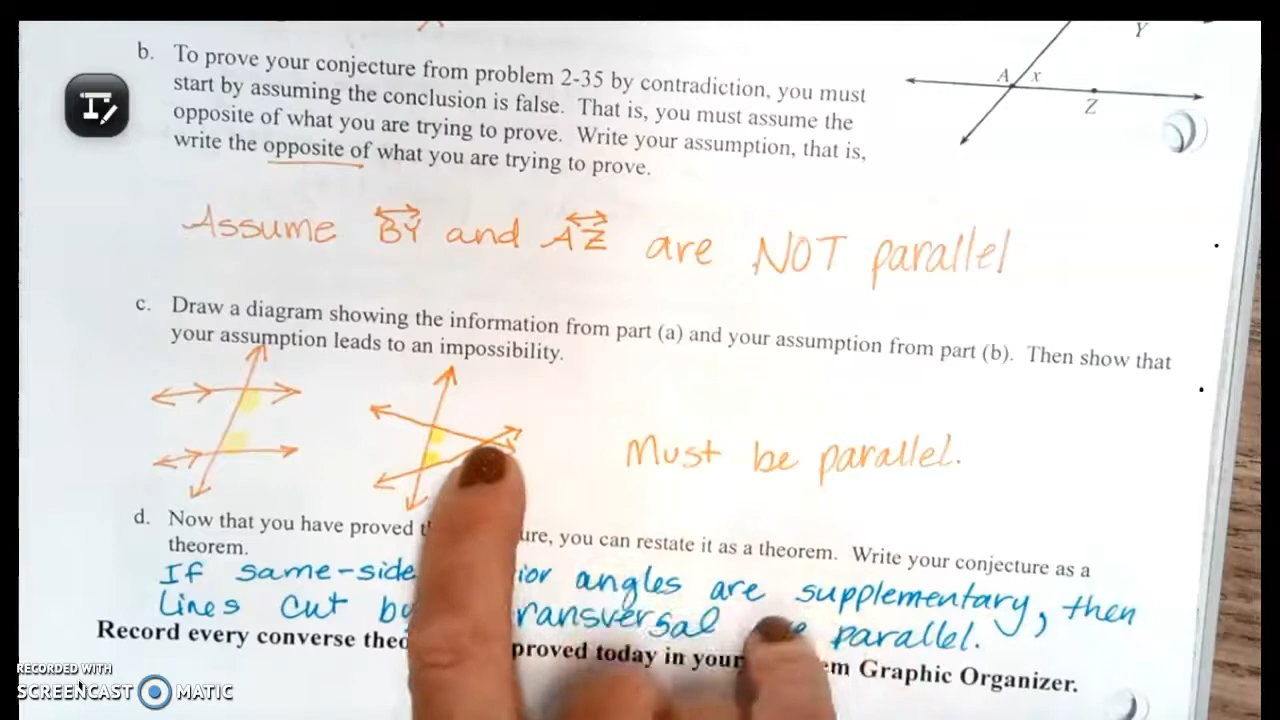 b. To prove your conjecture from problem 2-35 by contradiction, you must
start by assuming the conclusion is false. That is, you must assume the
opposite of what you are trying to prove. Write your assumption, that is,
write the opposite of what you are trying to prove.
Y
A x
Z
Assume BY and AZ are NOT parallel
c. Draw a diagram showing the information from part (a) and your assumption from part (b). Then show that
your assumption leads to an impossibility.
Must be parallel.
d. Now that you have proved ure, you can restate it as a theorem. Write your conjecture as a
theorem.
If same-side ior angles are supplementary, then
lines cut by ransversal parallel.
Record every converse theo proved today in your m Graphic Organizer.
RECORDED WITH
SCREENCAST MATIC